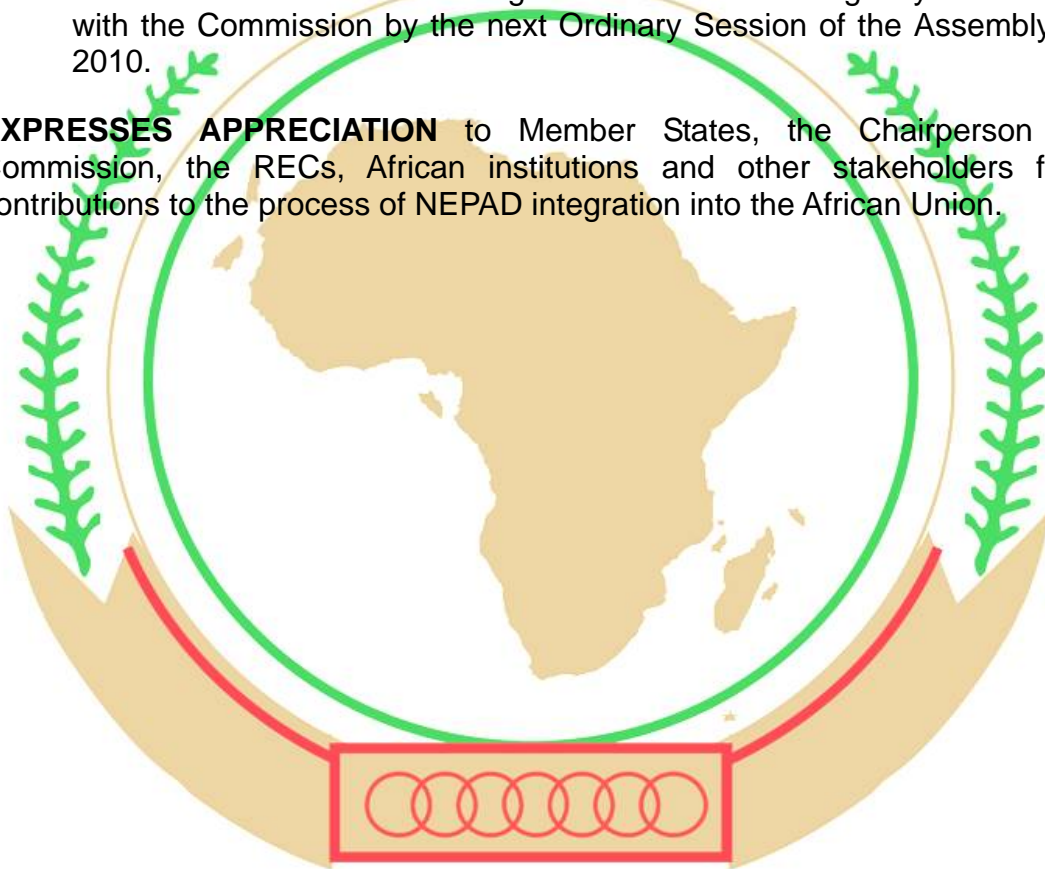 with the Commission by the next Ordinary Session of the Assembly
2010.
XPRESSES APPRECIATION to Member States, the Chairperson
ommission, the RECs, African institutions and other stakeholders f
ontributions to the process of NEPAD integration into the African Union.